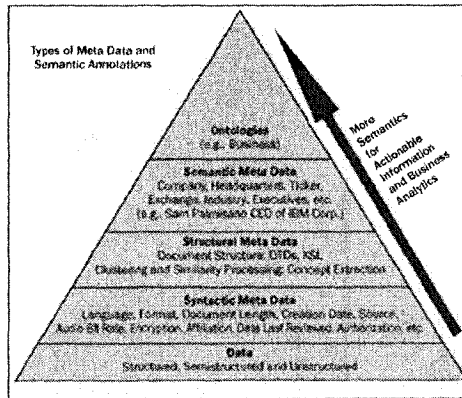 Types of Meta Data and
Semantic Annotations
Ontologies
(e.g., Business)
Semantic Meta Data
Company, Headquarters, Ticker,
Exchange, Industry, Executives, etc.
(e.g., Sam Palmisano CEO of IBM Corp.)
Structural Meta Data
Document Structure, DTDs, XSL
Clustering and Similarity Processing: Concept Extraction
Syntactic Meta Data
Language, Format, Document Length, Creation Date, Source,
Audio Bit Rate, Encryption, Affiliation, Date Last Reviewed, Authorization, etc
Data
Structured, Semistructured and Unstructured
More
Semantics
for
Actionable
Information
and Business
Analytics